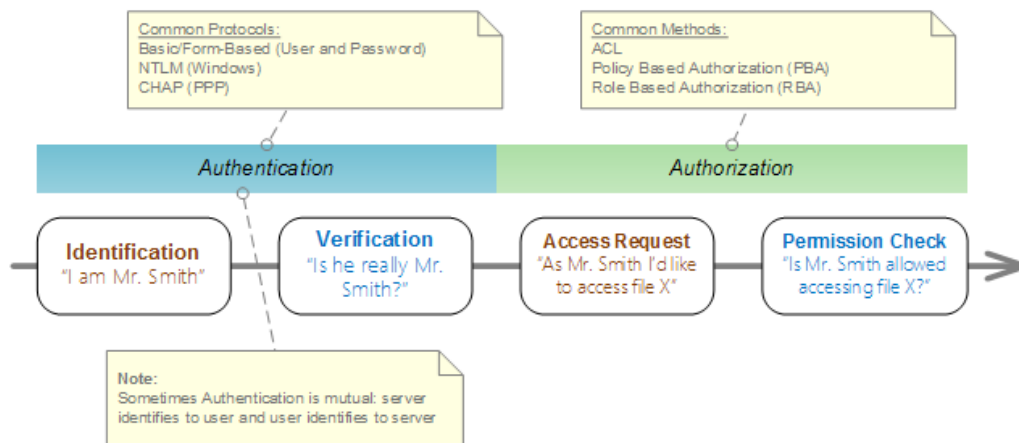 Common Protocols:
Basic/Form-Based (User and Password)
NTLM (Windows)
CHAP (PPP)
Common Methods:
ACL
Policy Based Authorization (PBA)
Role Based Authorization (RBA)
Authentication
Authorization
Identification
“I am Mr. Smith”
Verification
“Is he really Mr.
Smith?”
Access Request
“As Mr. Smith I’d like
to access file X”
Permission Check
“Is Mr. Smith allowed
accessing file X?”
Note:
Sometimes Authentication is mutual: server
identifies to user and user identifies to server